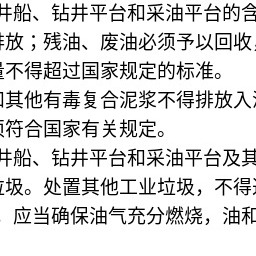 井船、钻井平台和采油平台的含
排放；残油、废油必须予以回收，
量不得超过国家规定的标准。
和其他有毒复合泥浆不得排放入
须符合国家有关规定。
井船、钻井平台和采油平台及其
垃圾。处置其他工业垃圾，不得造
，应当确保油气充分燃烧，油和